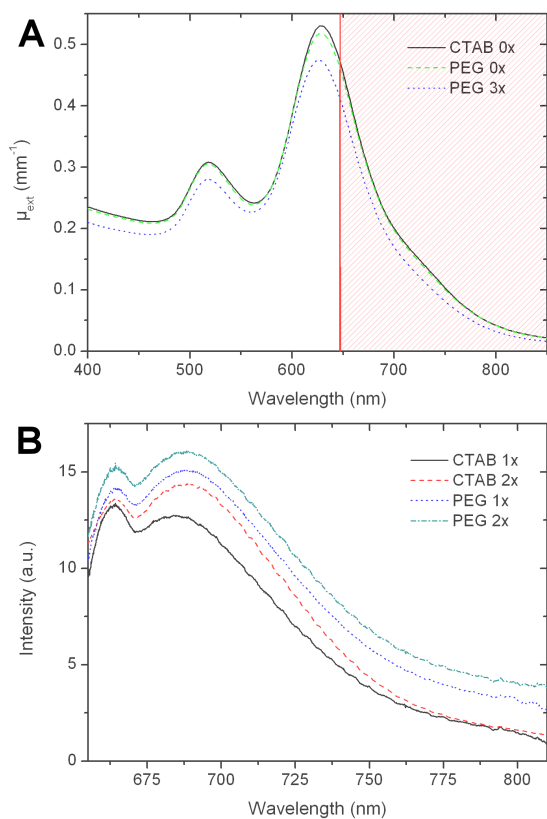 A
0.5
0.4
0.3
0.2
0.1
0.0
μext (mm-1)
CTAB 0x
PEG 0x
PEG 3x
400 500 600 700 800
Wavelength (nm)
B
15
10
5
0
Intensity (a.u.)
CTAB 1x
CTAB 2x
PEG 1x
PEG 2x
675 700 725 750 775 800
Wavelength (nm)